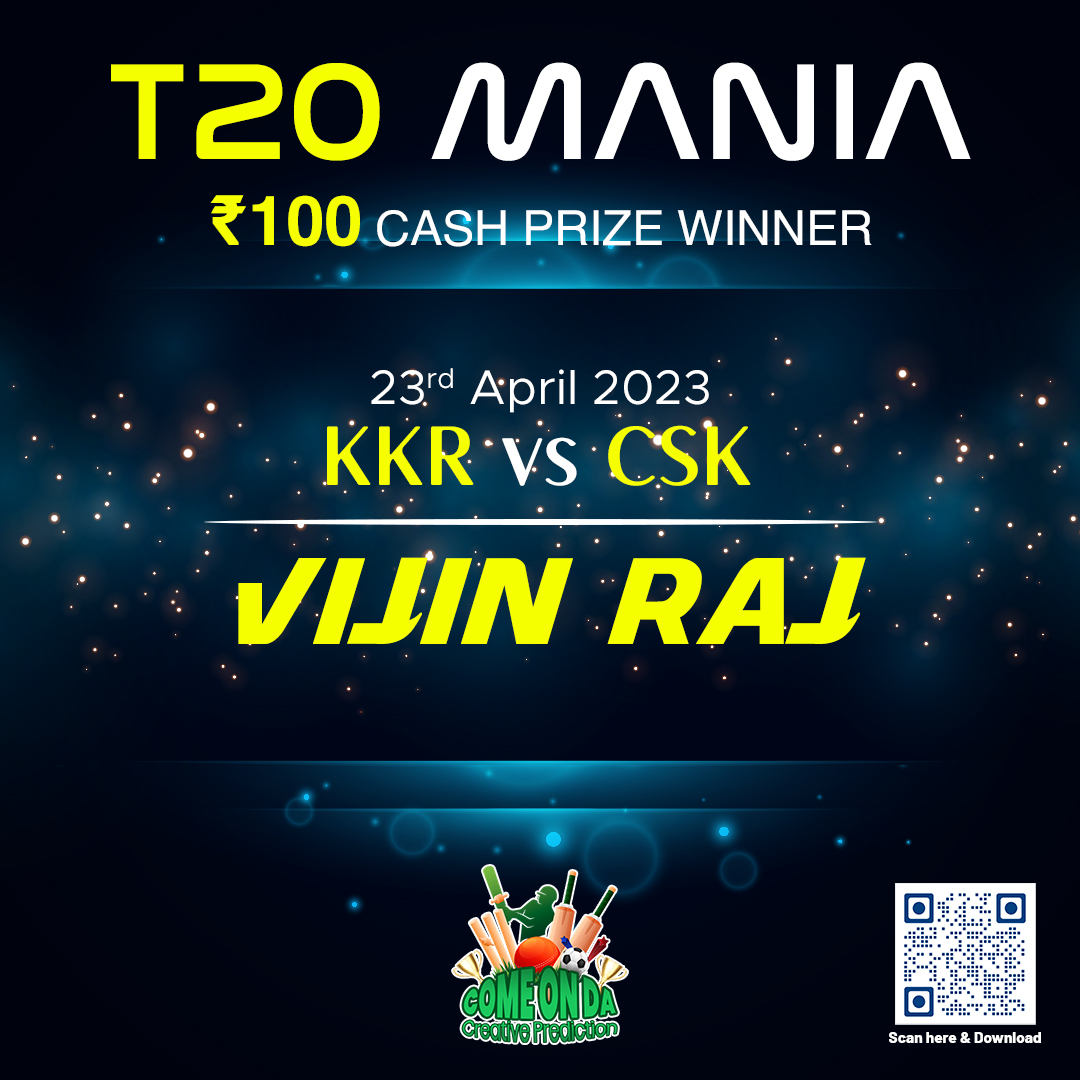 T20 MANIA
₹100 CASH PRIZE WINNER
23rd April 2023
KKR VS CSK
VIJIN RAJ
COME ON DA
Creative Prediction
Scan here & Download